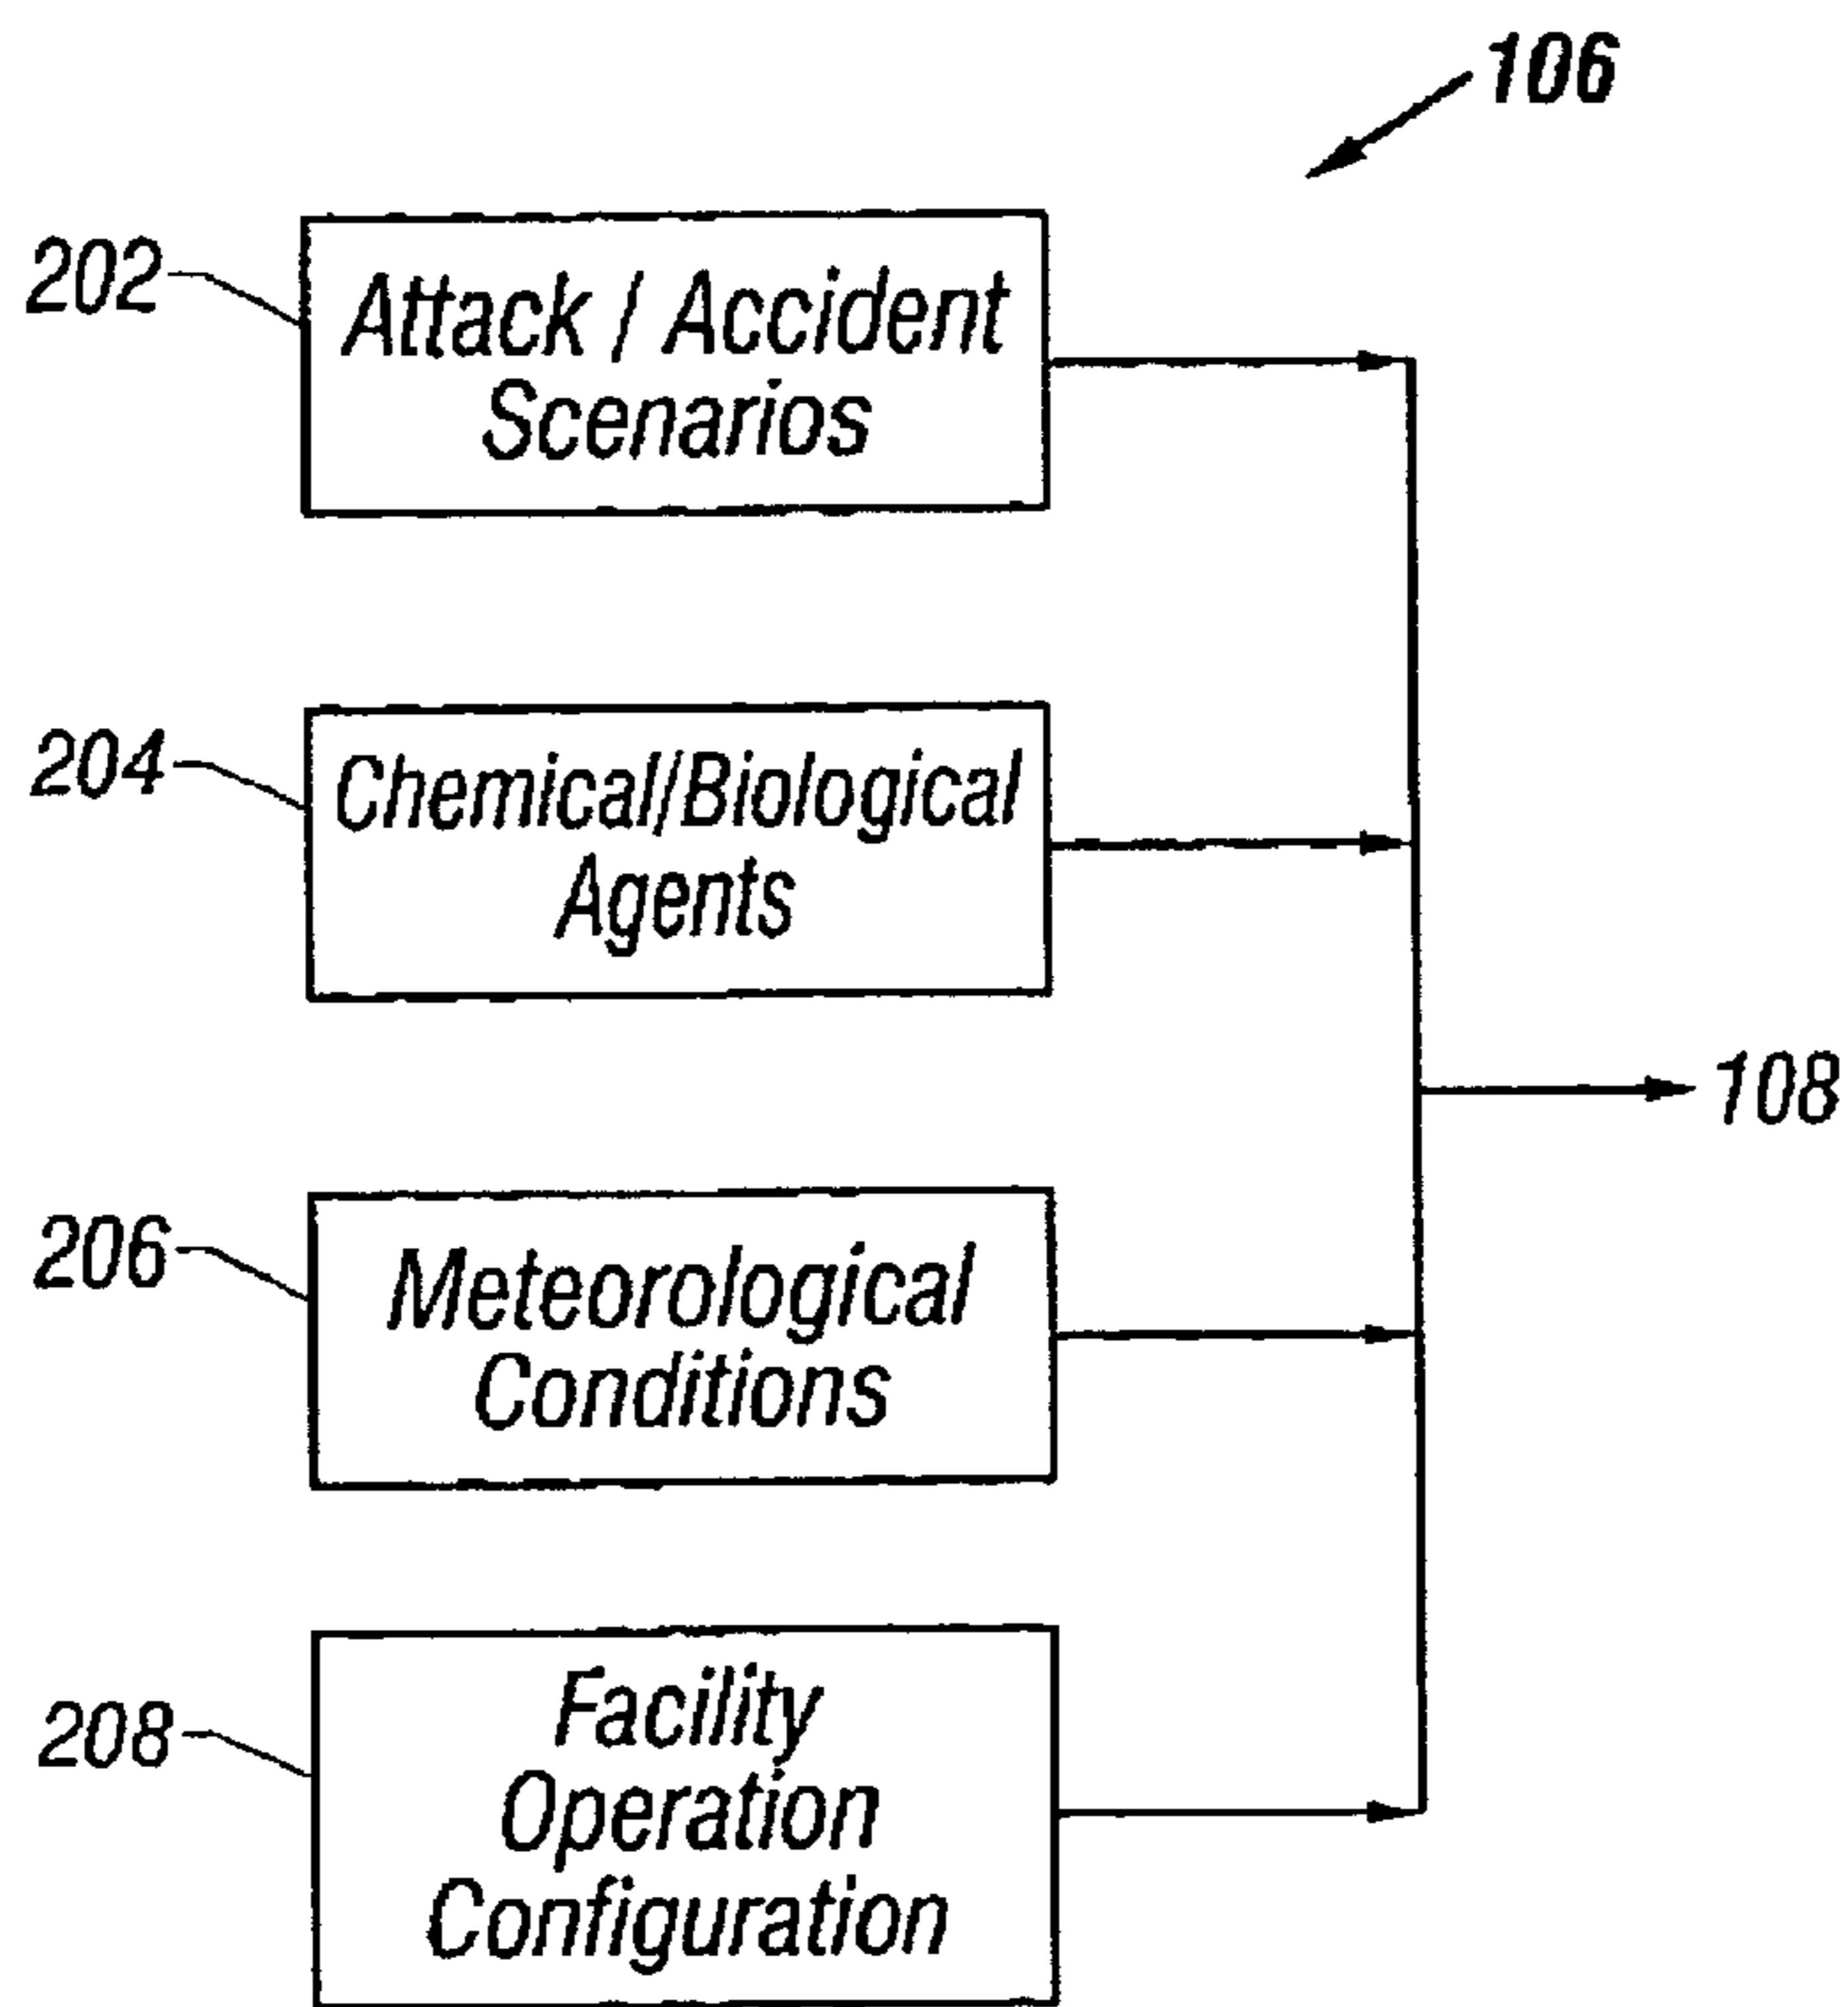 106
202
Attack / Accident
Scenarios
204
Chemical/Biological
Agents
108
206
Meteorological
Conditions
208
Facility
Operation
Configuration